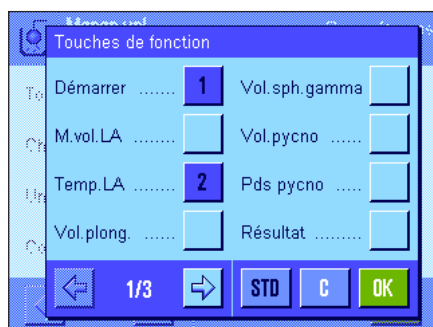 Touches de fonction
Démarrer ....... 1
Vol.sph.gamma
M.vol.LA ........
Vol.pycno ......
Temp.LA ........ 2
Pds pycno .....
Vol.plong. ......
Résultat .........
1/3
STD
C
OK